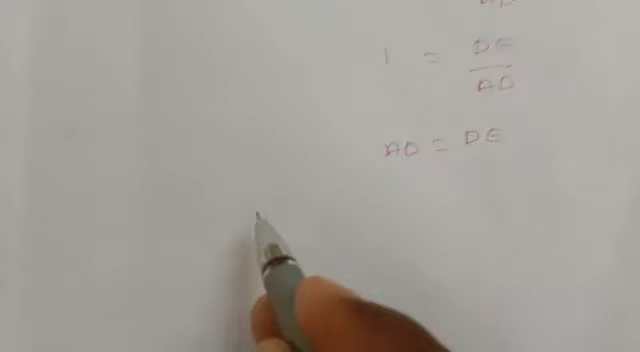 1 = DE
AD
AD = DE